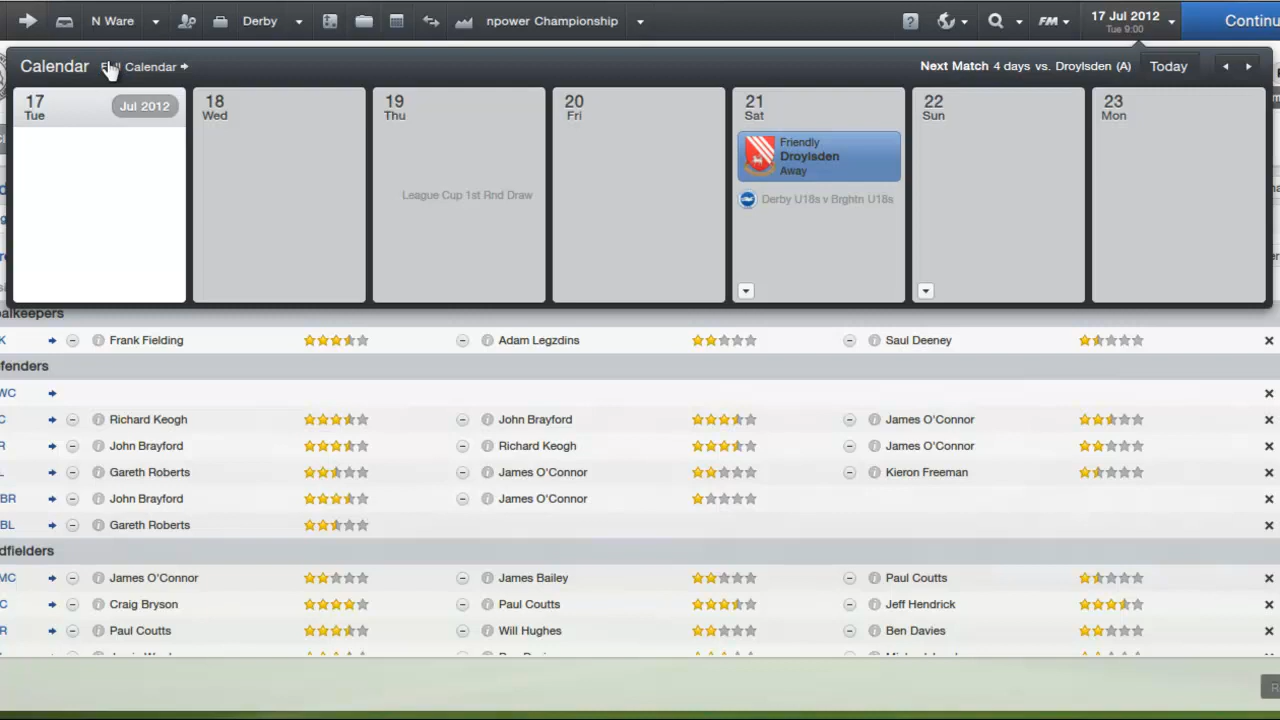 N Ware Derby npower Championship ? FM 17 Jul 2012 Continu
Tue 9:00
Calendar Calendar Next Match 4 days vs. Droylsden (A) Today
17 Jul 2012 18 19 20 21 22 23
Tue Wed Thu Fri Sat Sun Mon
Friendly
Droylsden
Away
League Cup 1st Rnd Draw Derby U18s v Brghtn U18s
oalkeepers
K Frank Fielding Adam Legzdins Saul Deeney
fenders
WC
C Richard Keogh John Brayford James O'Connor
R John Brayford Richard Keogh James O'Connor
L Gareth Roberts James O'Connor Kieron Freeman
BR John Brayford James O'Connor
BL Gareth Roberts
dfielders
MC James O'Connor James Bailey Paul Coutts
C Craig Bryson Paul Coutts Jeff Hendrick
R Paul Coutts Will Hughes Ben Davies